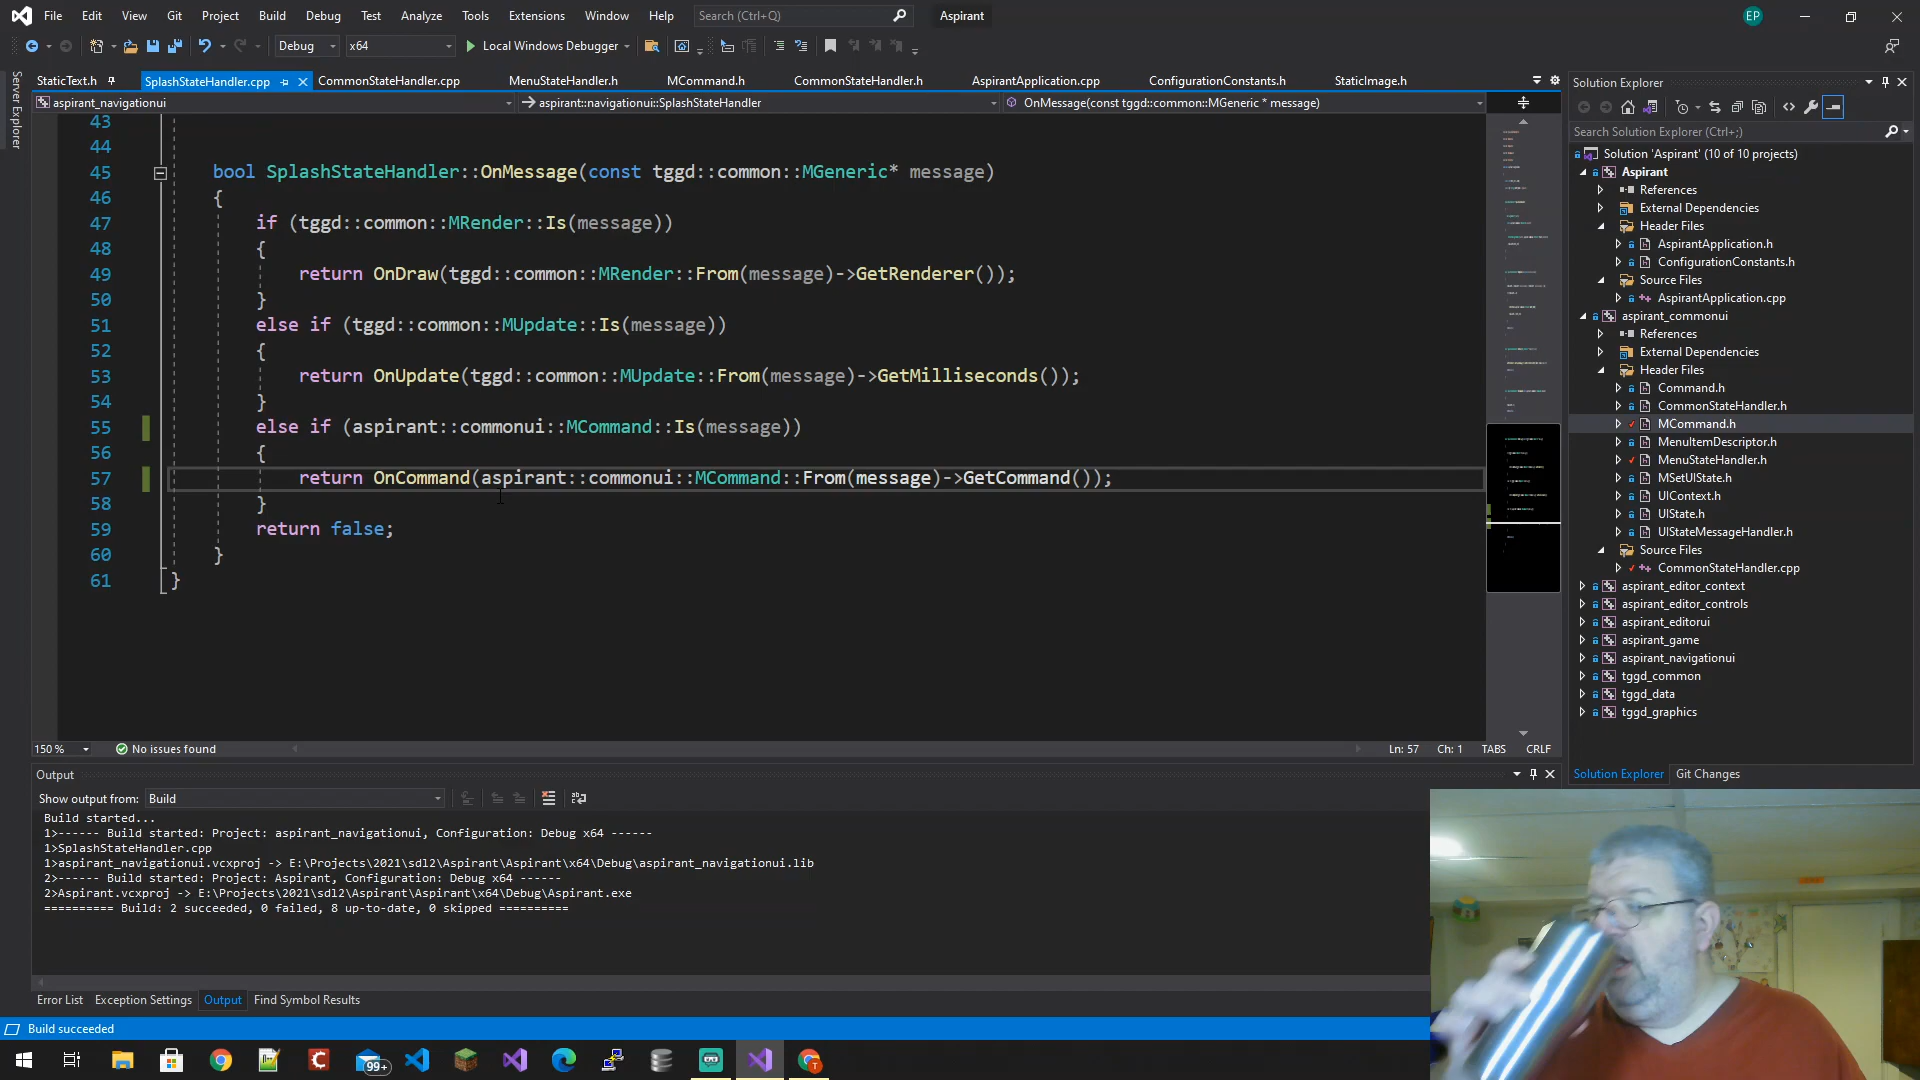 File Edit View Git Project Build Debug Test Analyze Tools Extensions Window Help Search (Ctrl+Q) Aspirant EP
Debug x64 Local Windows Debugger
StaticText.h SplashStateHandler.cpp CommonStateHandler.cpp MenuStateHandler.h MCommand.h CommonStateHandler.h AspirantApplication.cpp ConfigurationConstants.h StaticImage.h
aspirant_navigationui aspirant::navigationui::SplashStateHandler OnMessage(const tggd::common::MGeneric * message)
Server Explorer
43
44
45 bool SplashStateHandler::OnMessage(const tggd::common::MGeneric* message)
46 {
47 if (tggd::common::MRender::Is(message))
48 {
49 return OnDraw(tggd::common::MRender::From(message)->GetRenderer());
50 }
51 else if (tggd::common::MUpdate::Is(message))
52 {
53 return OnUpdate(tggd::common::MUpdate::From(message)->GetMilliseconds());
54 }
55 else if (aspirant::commonui::MCommand::Is(message))
56 {
57 return OnCommand(aspirant::commonui::MCommand::From(message)->GetCommand());
58 }
59 return false;
60 }
61 }
150 % No issues found Ln: 57 Ch: 1 TABS CRLF
Output
Show output from: Build
Build started...
1>------ Build started: Project: aspirant_navigationui, Configuration: Debug x64 ------
1>SplashStateHandler.cpp
1>aspirant_navigationui.vcxproj -> E:\Projects\2021\sdl2\Aspirant\Aspirant\x64\Debug\aspirant_navigationui.lib
2>------ Build started: Project: Aspirant, Configuration: Debug x64 ------
2>Aspirant.vcxproj -> E:\Projects\2021\sdl2\Aspirant\Aspirant\x64\Debug\Aspirant.exe
========== Build: 2 succeeded, 0 failed, 8 up-to-date, 0 skipped ==========
Error List Exception Settings Output Find Symbol Results
Build succeeded
99+
Solution Explorer
Search Solution Explorer (Ctrl+;)
Solution 'Aspirant' (10 of 10 projects)
Aspirant
References
External Dependencies
Header Files
AspirantApplication.h
ConfigurationConstants.h
Source Files
AspirantApplication.cpp
aspirant_commonui
References
External Dependencies
Header Files
Command.h
CommonStateHandler.h
MCommand.h
MenuItemDescriptor.h
MenuStateHandler.h
MSetUIState.h
UIContext.h
UIState.h
UIStateMessageHandler.h
Source Files
CommonStateHandler.cpp
aspirant_editor_context
aspirant_editor_controls
aspirant_editorui
aspirant_game
aspirant_navigationui
tggd_common
tggd_data
tggd_graphics
Solution Explorer Git Changes